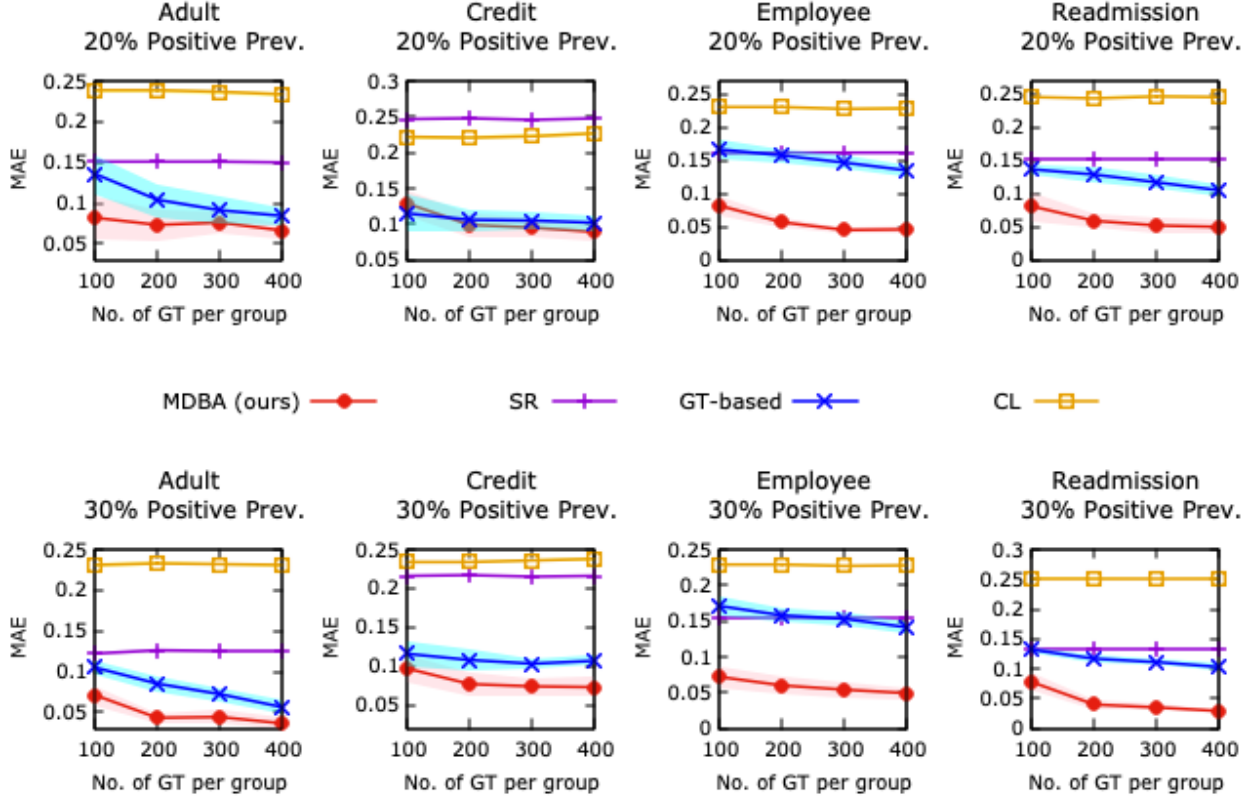 Adult Credit Employee Readmission
20% Positive Prev. 20% Positive Prev. 20% Positive Prev. 20% Positive Prev.
MAE
0.25
0.2
0.15
0.1
0.05
100 200 300 400
No. of GT per group
MAE
0.3
0.25
0.2
0.15
0.1
0.05
100 200 300 400
No. of GT per group
MAE
0.25
0.2
0.15
0.1
0.05
0
100 200 300 400
No. of GT per group
MAE
0.25
0.2
0.15
0.1
0.05
0
100 200 300 400
No. of GT per group
MDBA (ours) SR GT-based CL
Adult Credit Employee Readmission
30% Positive Prev. 30% Positive Prev. 30% Positive Prev. 30% Positive Prev.
MAE
0.25
0.2
0.15
0.1
0.05
100 200 300 400
No. of GT per group
MAE
0.25
0.2
0.15
0.1
0.05
100 200 300 400
No. of GT per group
MAE
0.25
0.2
0.15
0.1
0.05
0
100 200 300 400
No. of GT per group
MAE
0.3
0.25
0.2
0.15
0.1
0.05
0
100 200 300 400
No. of GT per group